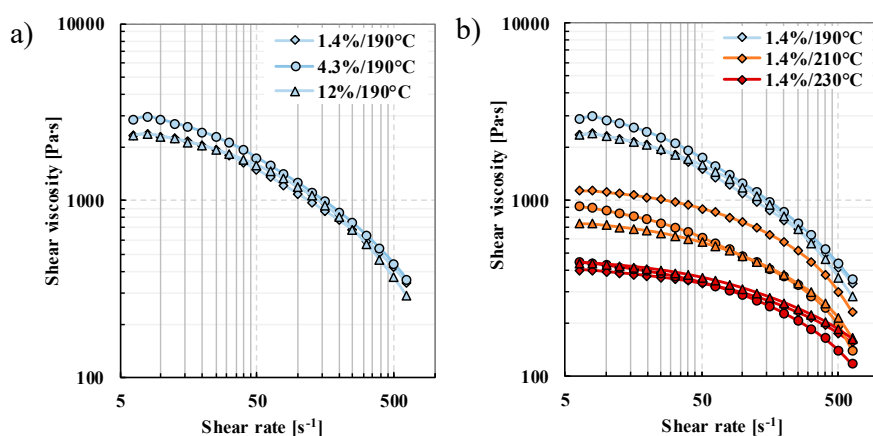 a)
10000
1000
100
Shear viscosity [Pa·s]
1.4%/190°C
4.3%/190°C
12%/190°C
5
50
500
Shear rate [s⁻¹]
b)
10000
1000
100
Shear viscosity [Pa·s]
1.4%/190°C
1.4%/210°C
1.4%/230°C
5
50
500
Shear rate [s⁻¹]